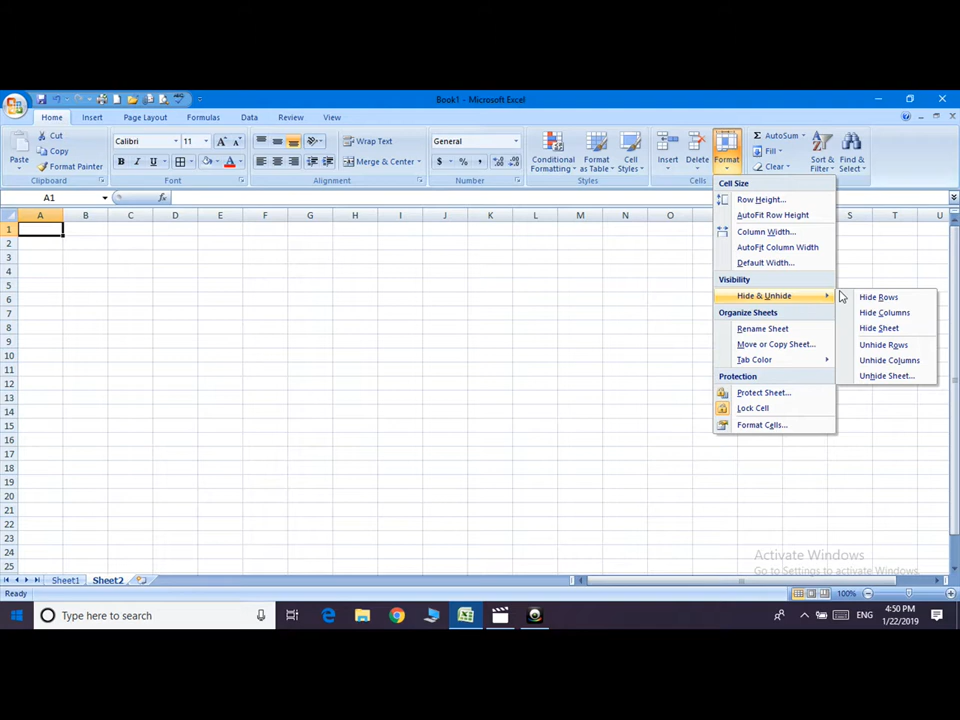 Book1 - Microsoft Excel
Home Insert Page Layout Formulas Data Review View
Paste
Cut
Copy
Format Painter
Clipboard
Calibri 11
B I U A
Font
Wrap Text
Merge & Center
Alignment
General
$ % ,
Number
Conditional Formatting
Format as Table
Cell Styles
Styles
Insert Delete Format
Cells
Σ AutoSum
Fill
Clear
Sort & Filter
Find & Select
A1 fx
A B C D E F G H I J K L M N O S T U
1
2
3
4
5
6
7
8
9
10
11
12
13
14
15
16
17
18
19
20
21
22
23
24
25
Cell Size
Row Height...
AutoFit Row Height
Column Width...
AutoFit Column Width
Default Width...
Visibility
Hide & Unhide
Organize Sheets
Rename Sheet
Move or Copy Sheet...
Tab Color
Protection
Protect Sheet...
Lock Cell
Format Cells...
Hide Rows
Hide Columns
Hide Sheet
Unhide Rows
Unhide Columns
Unhide Sheet...
Activate Windows
Go to Settings to activate Windows.
Sheet1 Sheet2
Ready 100%
Type here to search
ENG
4:50 PM
1/22/2019